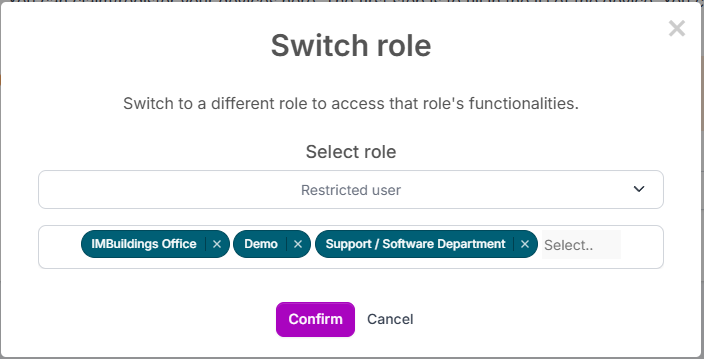 Switch role
Switch to a different role to access that role's functionalities.
Select role
Restricted user
IMBuildings Office × Demo × Support / Software Department × Select..
Confirm Cancel